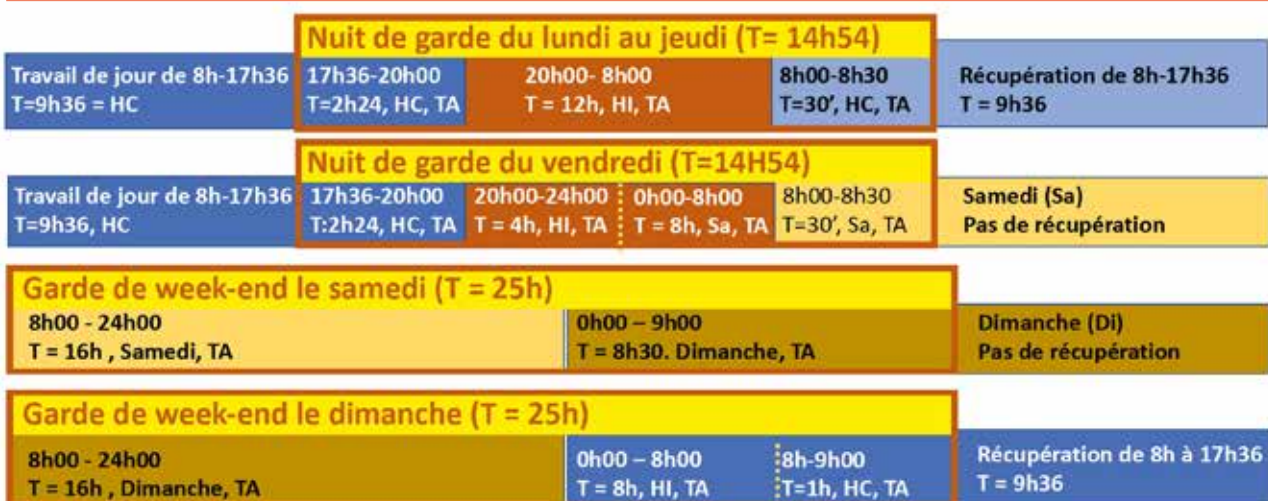 Nuit de garde du lundi au jeudi (T= 14h54)
Travail de jour de 8h-17h36
T=9h36 = HC
17h36-20h00
T=2h24, HC, TA
20h00- 8h00
T = 12h, HI, TA
8h00-8h30
T=30', HC, TA
Récupération de 8h-17h36
T = 9h36
Nuit de garde du vendredi (T=14H54)
Travail de jour de 8h-17h36
T=9h36, HC
17h36-20h00
T:2h24, HC, TA
20h00-24h00
T = 4h, HI, TA
0h00-8h00
T = 8h, Sa, TA
8h00-8h30
T=30', Sa, TA
Samedi (Sa)
Pas de récupération
Garde de week-end le samedi (T = 25h)
8h00 - 24h00
T = 16h , Samedi, TA
0h00 – 9h00
T = 8h30. Dimanche, TA
Dimanche (Di)
Pas de récupération
Garde de week-end le dimanche (T = 25h)
8h00 - 24h00
T = 16h , Dimanche, TA
0h00 – 8h00
T = 8h, HI, TA
8h-9h00
T=1h, HC, TA
Récupération de 8h à 17h36
T = 9h36